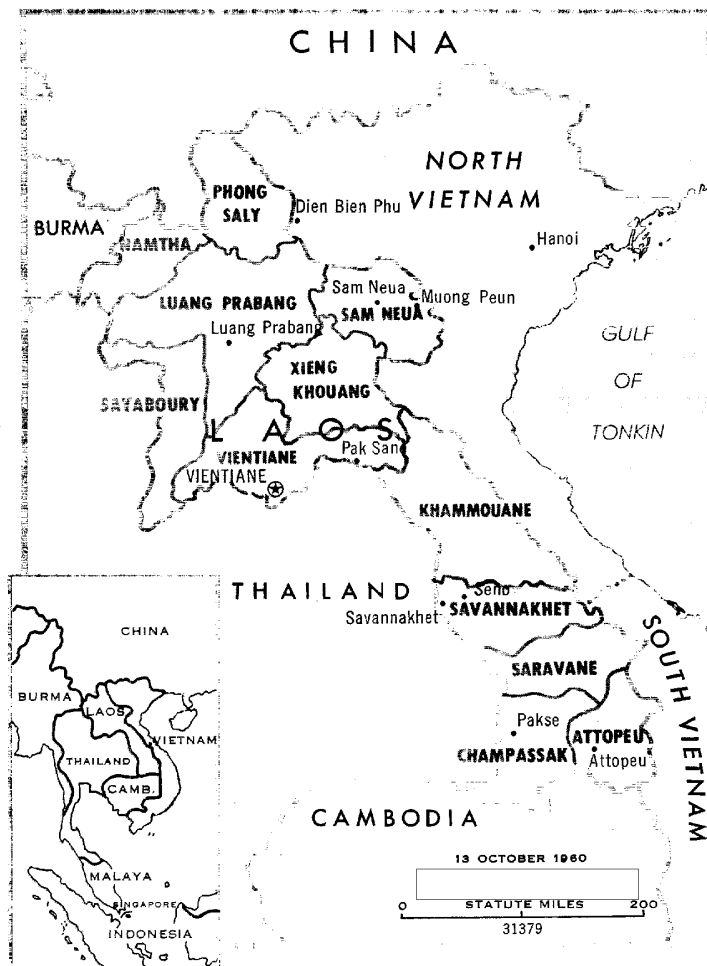 CHINA
NORTH
VIETNAM
PHONG
SALY
Dien Bien Phu
BURMA
NAMTHA
Hanoi
Sam Neua
Muong Peun
LUANG PRABANG
SAM NEUA
Luang Prabang
GULF
OF
TONKIN
XIENG
KHOUANG
SAYABOURY
LAOS
Pak San
VIENTIANE
VIENTIANE
KHAMMOUANE
THAILAND
Seno
Savannakhet
SAVANNAKHET
SOUTH VIETNAM
SARAVANE
Pakse
ATTOPEU
CHAMPASSAK
Attopeu
CAMBODIA
CHINA
BURMA
LAOS
VIETNAM
THAILAND
CAMB.
MALAYA
SINGAPORE
INDONESIA
13 OCTOBER 1960
STATUTE MILES
0 200
31379